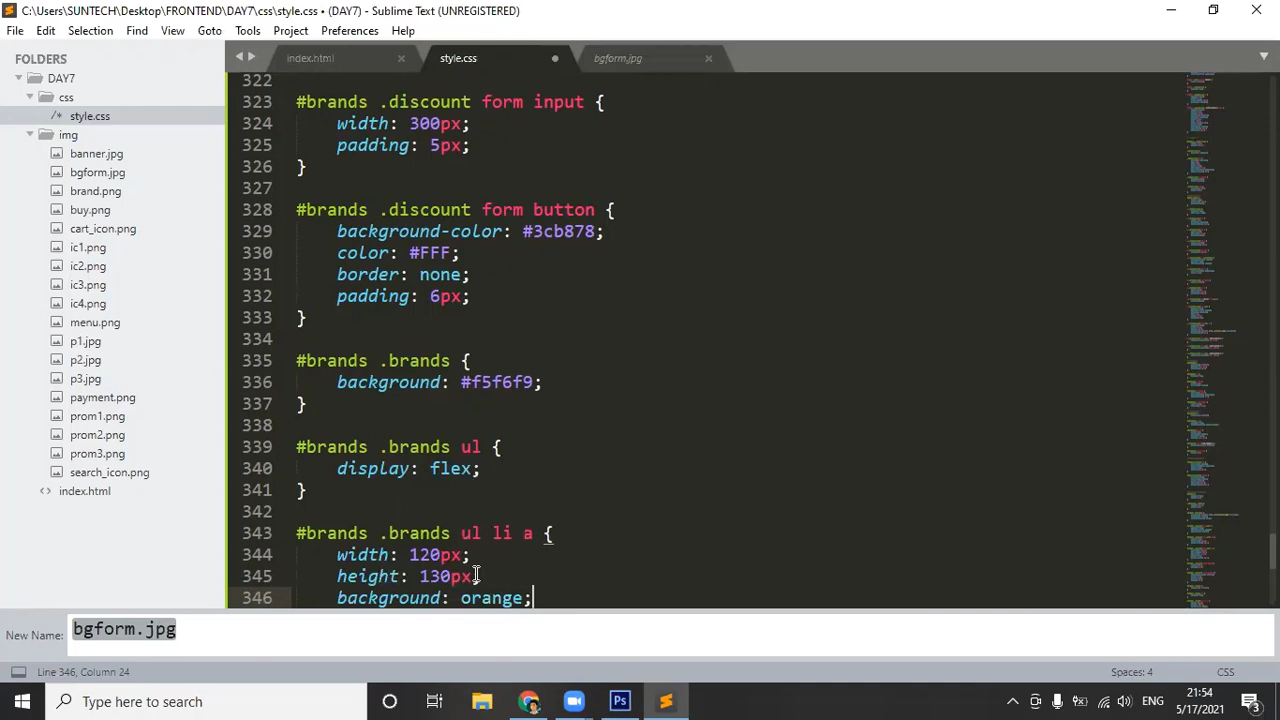 C:\Users\SUNTECH\Desktop\FRONTEND\DAY7\css\style.css • (DAY7) - Sublime Text (UNREGISTERED)
File Edit Selection Find View Goto Tools Project Preferences Help
FOLDERS
DAY7
css
/* style.css
img
banner.jpg
bgform.jpg
brand.png
buy.png
cart_icon.png
ic1.png
ic2.png
ic3.png
ic4.png
menu.png
p1.jpg
p2.jpg
p3.jpg
payment.png
prom1.png
prom2.png
prom3.png
search_icon.png
<> index.html
index.html style.css bgform.jpg
322
323 #brands .discount form input {
324 width: 300px;
325 padding: 5px;
326 }
327
328 #brands .discount form button {
329 background-color: #3cb878;
330 color: #FFF;
331 border: none;
332 padding: 6px;
333 }
334
335 #brands .brands {
336 background: #f5f6f9;
337 }
338
339 #brands .brands ul {
340 display: flex;
341 }
342
343 #brands .brands ul li a {
344 width: 120px;
345 height: 130px;
346 background: orange;
New Name: bgform.jpg
Line 346, Column 24 Spaces: 4 CSS
Type here to search
Ps
ENG
21:54
5/17/2021
3